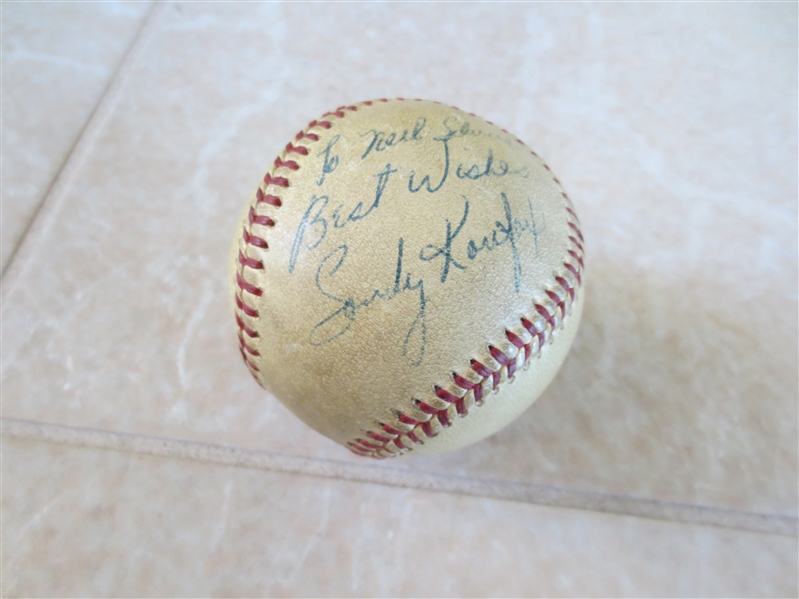 To Neil
Best Wishes
Sandy Koufax